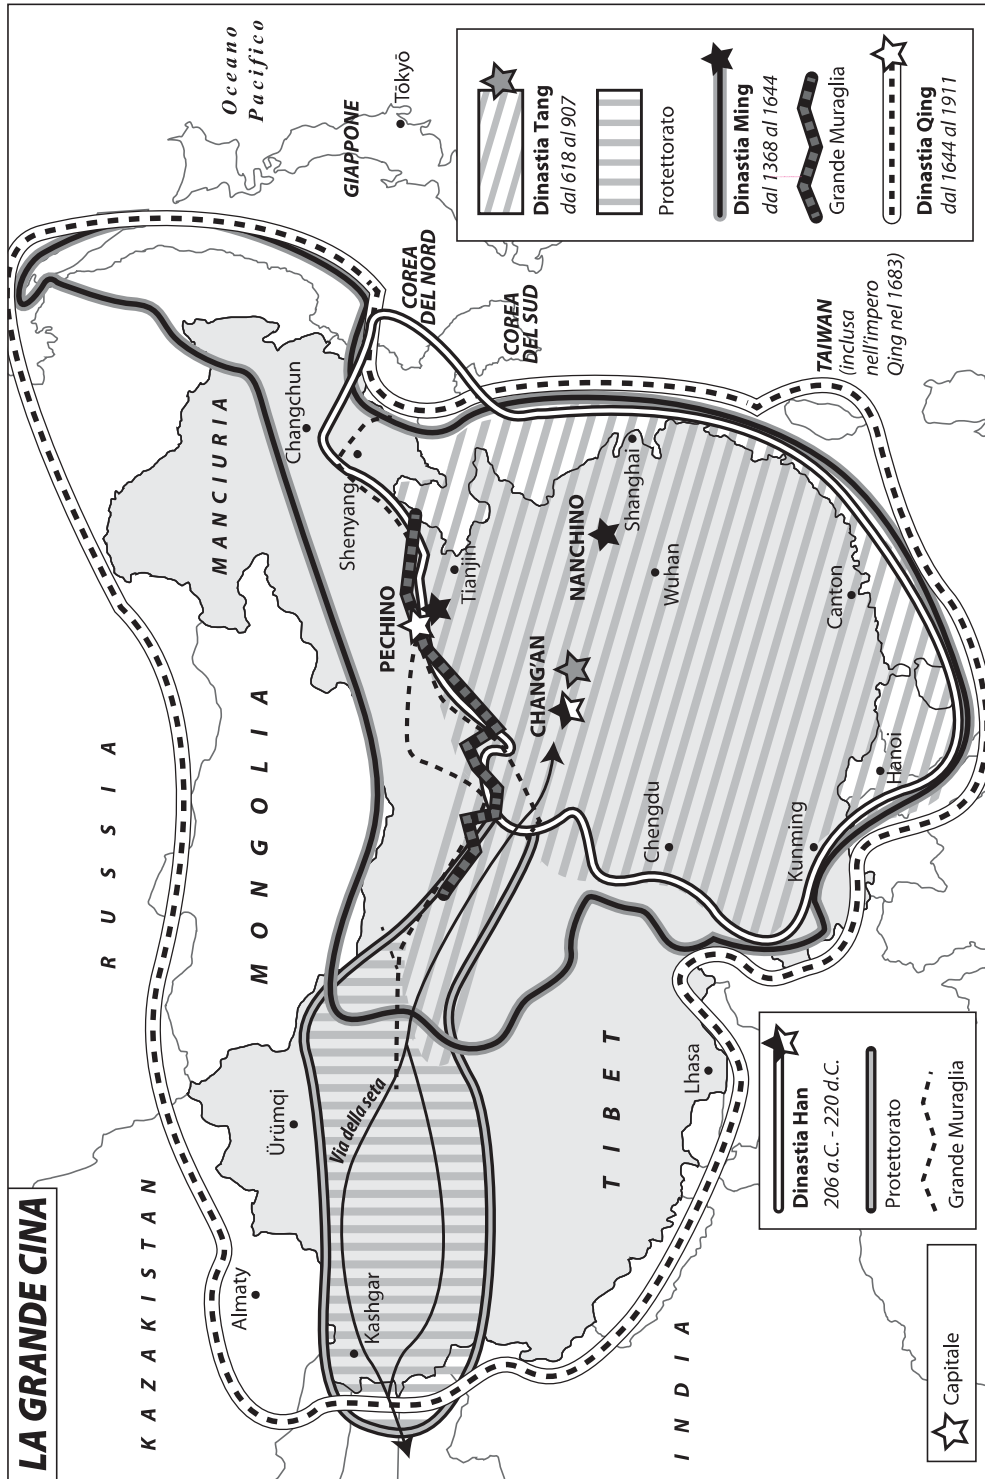 LA GRANDE CINA
RUSSIA
KAZAKISTAN
MONGOLIA
MANCIURIA
Oceano
Pacifico
GIAPPONE
Tōkyō
COREA
DEL NORD
COREA
DEL SUD
Almaty
Ürümqi
Kashgar
Via della seta
Changchun
Shenyang
PECHINO
Tianjin
CHANG'AN
NANCHINO
Shanghai
Wuhan
Chengdu
Kunming
Canton
Hanoi
TIBET
Lhasa
INDIA
TAIWAN
(inclusa
nell'impero
Qing nel 1683)
Capitale
Dinastia Han
206 a.C. - 220 d.C.
Protettorato
Grande Muraglia
Dinastia Tang
dal 618 al 907
Protettorato
Dinastia Ming
dal 1368 al 1644
Grande Muraglia
Dinastia Qing
dal 1644 al 1911